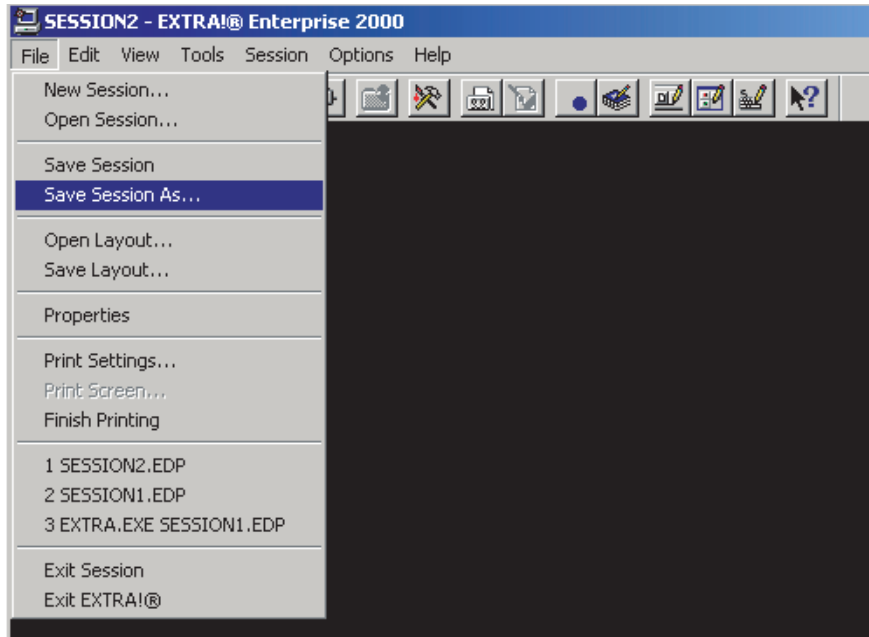 SESSION2 - EXTRA!® Enterprise 2000
File Edit View Tools Session Options Help
New Session...
Open Session...
Save Session
Save Session As...
Open Layout...
Save Layout...
Properties
Print Settings...
Print Screen...
Finish Printing
1 SESSION2.EDP
2 SESSION1.EDP
3 EXTRA.EXE SESSION1.EDP
Exit Session
Exit EXTRA!®